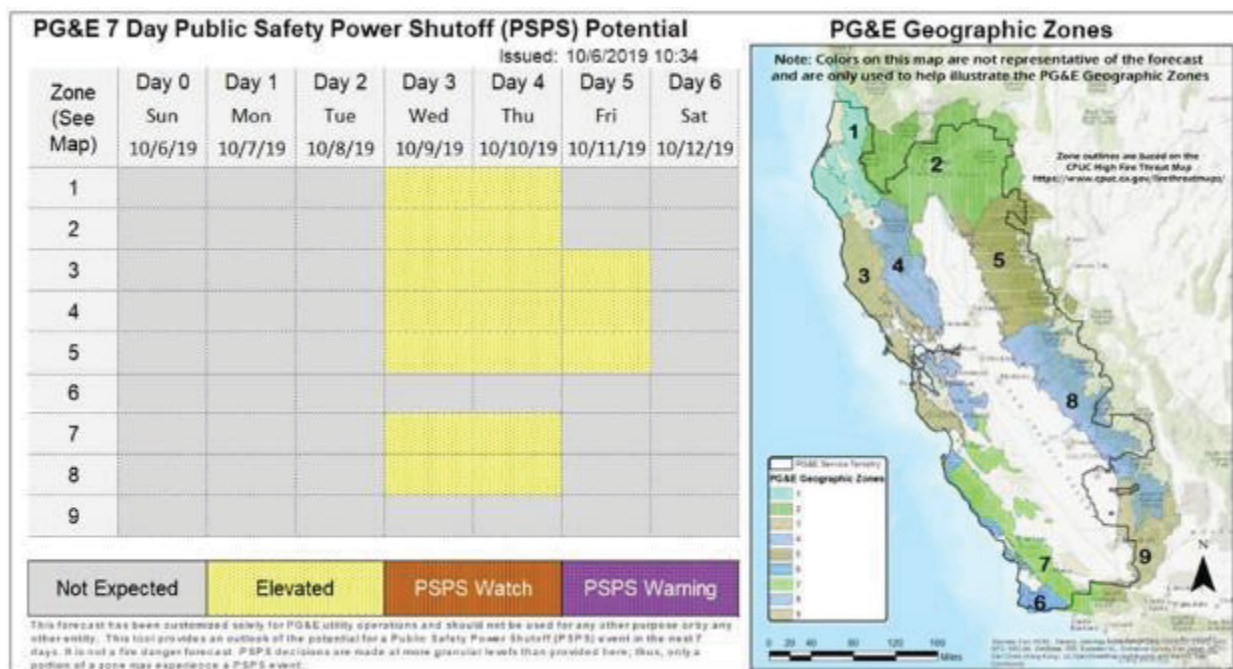 PG&E 7 Day Public Safety Power Shutoff (PSPS) Potential
Issued: 10/6/2019 10:34
Zone (See Map)
Day 0 Sun 10/6/19
Day 1 Mon 10/7/19
Day 2 Tue 10/8/19
Day 3 Wed 10/9/19
Day 4 Thu 10/10/19
Day 5 Fri 10/11/19
Day 6 Sat 10/12/19
1
2
3
4
5
6
7
8
9
Not Expected
Elevated
PSPS Watch
PSPS Warning
This forecast has been customized solely for PG&E utility operations and should not be used for any other purpose or by any
other entity. This tool provides an outlook of the potential for a Public Safety Power Shutoff (PSPS) event in the next 7
days. It is not a fire danger forecast. PSPS decisions are made at more granular levels than provided here; thus, only a
portion of a zone may experience a PSPS event.
PG&E Geographic Zones
Note: Colors on this map are not representative of the forecast
and are only used to help illustrate the PG&E Geographic Zones
Zone outlines are based on the
CPUC High Fire Threat Map
https://www.cpuc.ca.gov/firethreatmaps/
1
2
3
4
5
8
7
6
9
PG&E Service Territory
PG&E Geographic Zones
1
2
3
4
5
6
7
8
9
N
0 20 40 80 120 160
Miles